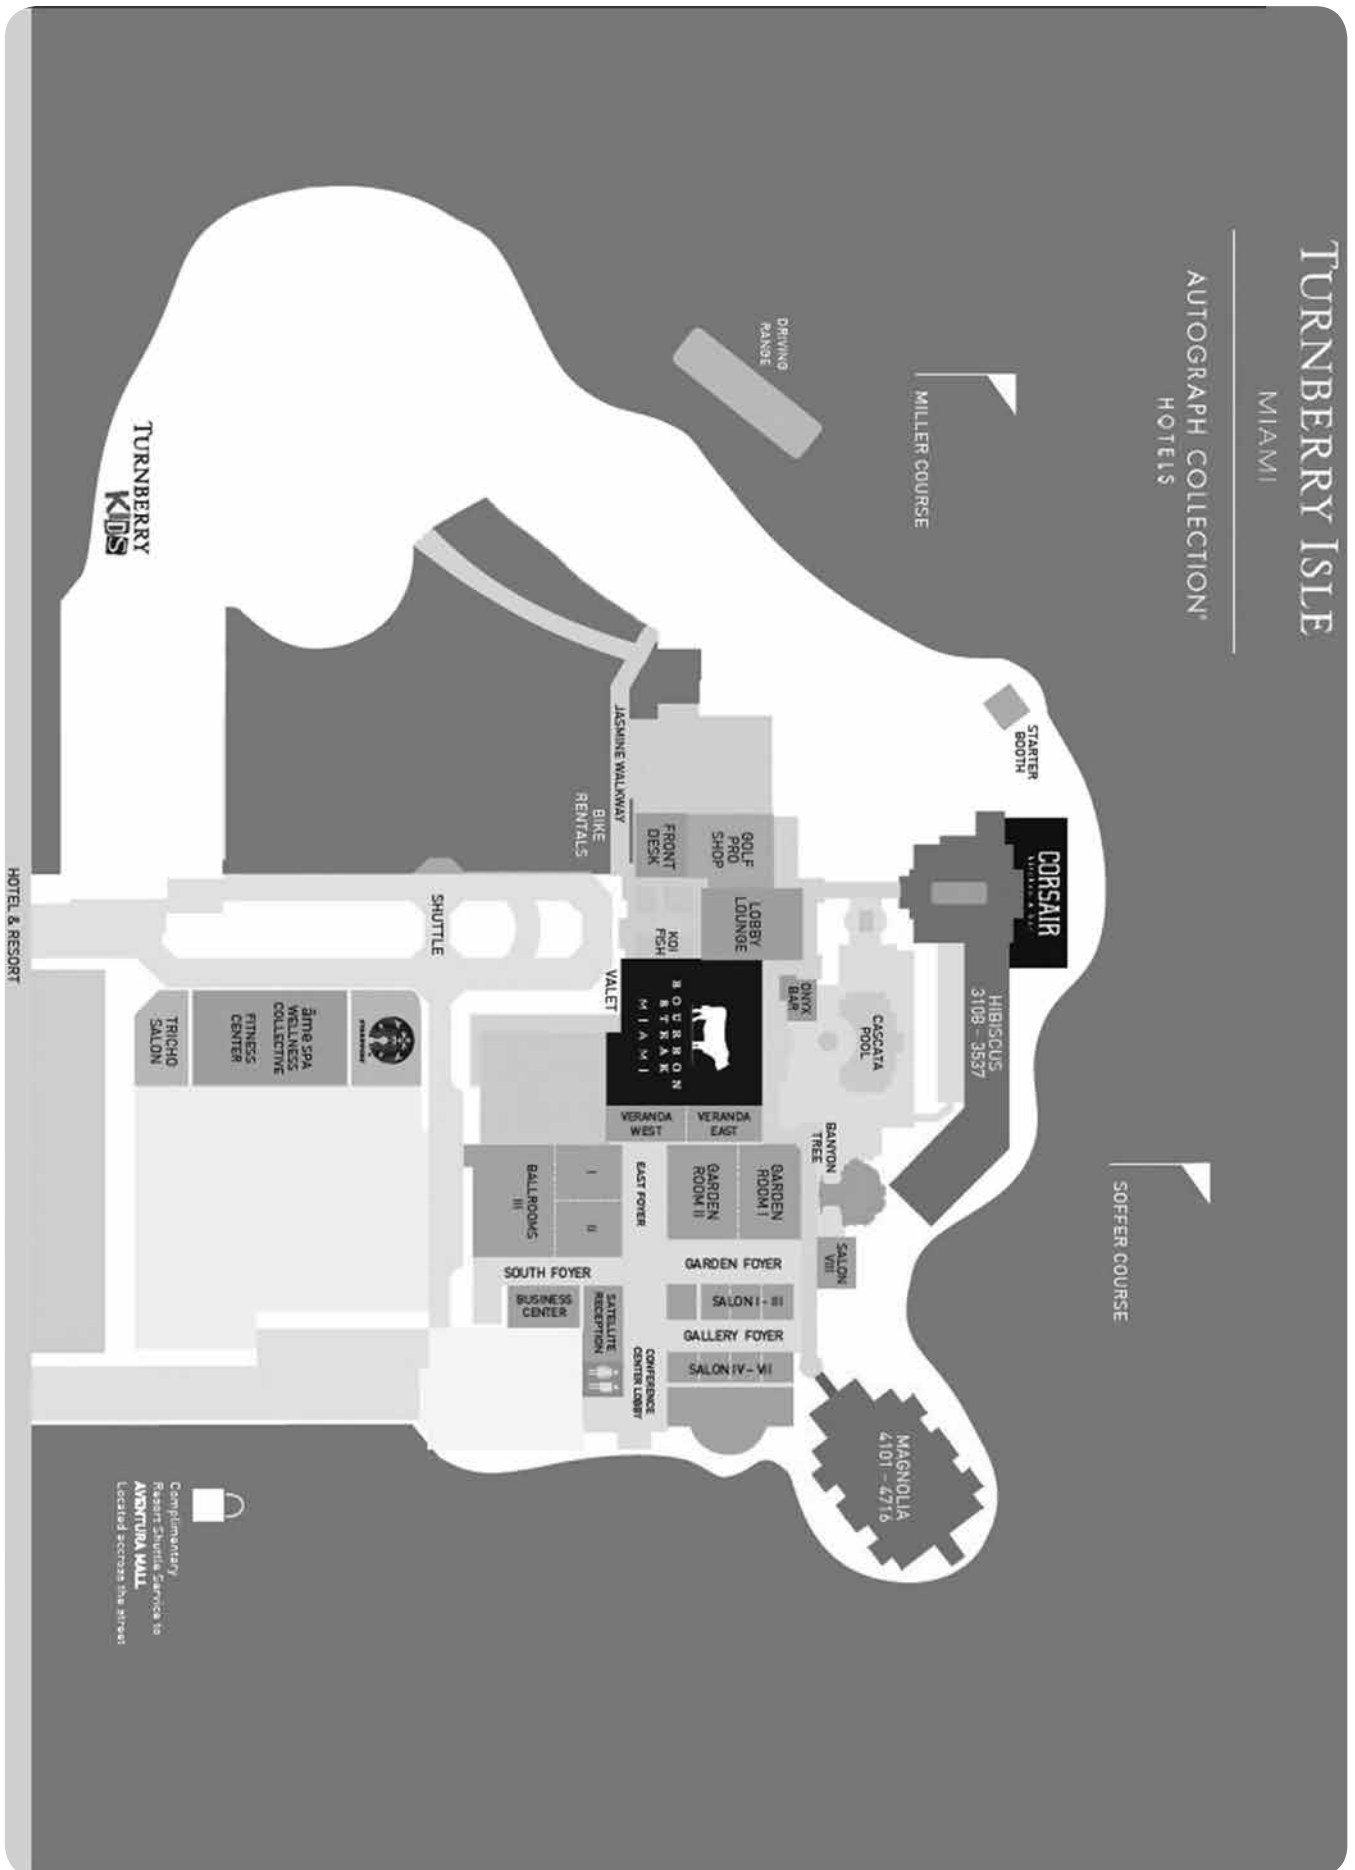 TURNBERRY ISLE
MIAMI
AUTOGRAPH COLLECTION®
HOTELS
DRIVING
RANGE
MILLER COURSE
TURNBERRY
KIDS
STARTER
BOOTH
JASMINE WALKWAY
BIKE
RENTALS
FRONT
DESK
GOLF
PRO
SHOP
CORSAIR
LOBBY
LOUNGE
KOI
FISH
SHUTTLE
VALET
HOTEL & RESORT
ONYX
BAR
CASCATA
POOL
HIBISCUS
3108 - 3537
BOURBON
STEAK
MIAMI
TRICHO
SALON
FITNESS
CENTER
āme SPA
WELLNESS
COLLECTIVE
VERANDA
WEST
VERANDA
EAST
BANYON
TREE
SOFFER COURSE
BALLROOMS
III
I
II
EAST FOYER
GARDEN
ROOM II
GARDEN
ROOM I
SALON
VIII
SOUTH FOYER
GARDEN FOYER
BUSINESS
CENTER
SATELLITE
RECEPTION
SALON I - III
GALLERY FOYER
SALON IV - VII
CONFERENCE
CENTER LOBBY
MAGNOLIA
4101 - 4716
Complimentary
Resort Shuttle Service to
AVENTURA MALL
Located accross the street